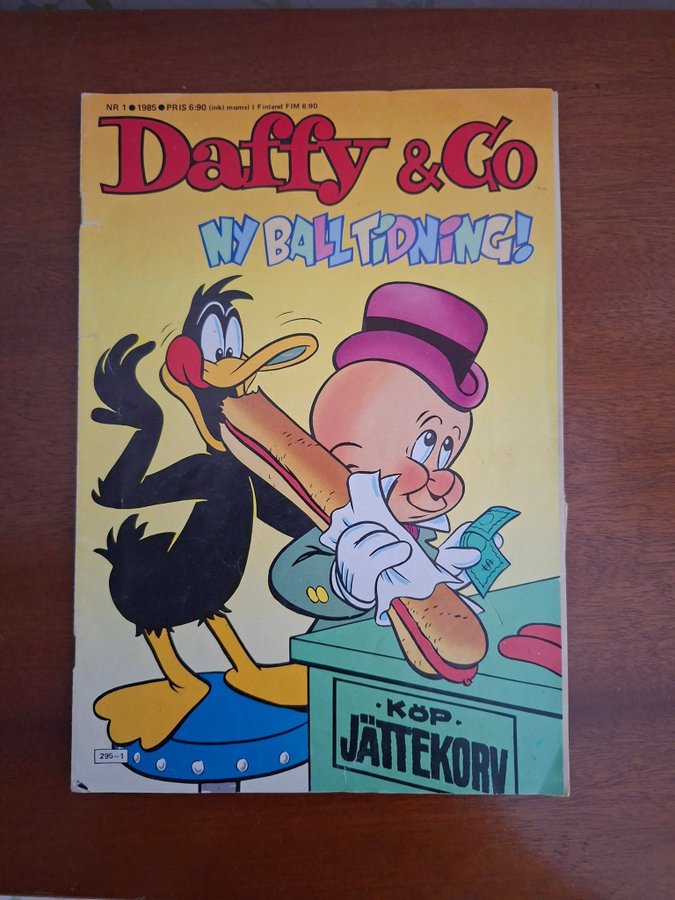 NR 1 ● 1985 ● PRIS 6:90 (inkl moms) I Finland FIM 6:90
Daffy & Co
NY BALL TIDNING!
· KÖP ·
JÄTTEKORV
295-1